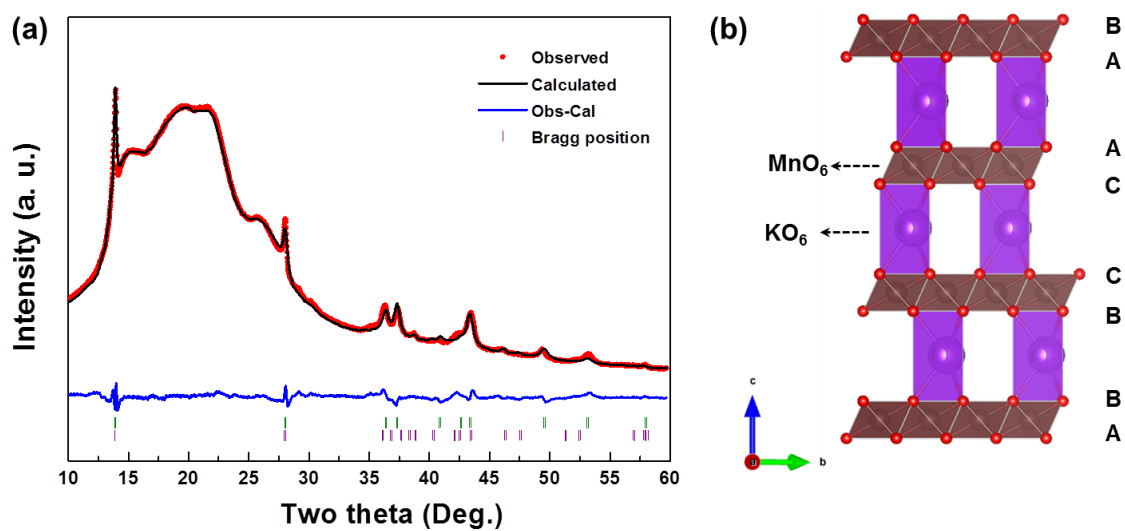 (a)
Observed
Calculated
Obs-Cal
Bragg position
Intensity (a. u.)
10 15 20 25 30 35 40 45 50 55 60
Two theta (Deg.)
(b)
B
A
A
MnO6
C
KO6
C
B
B
A
c
a
b